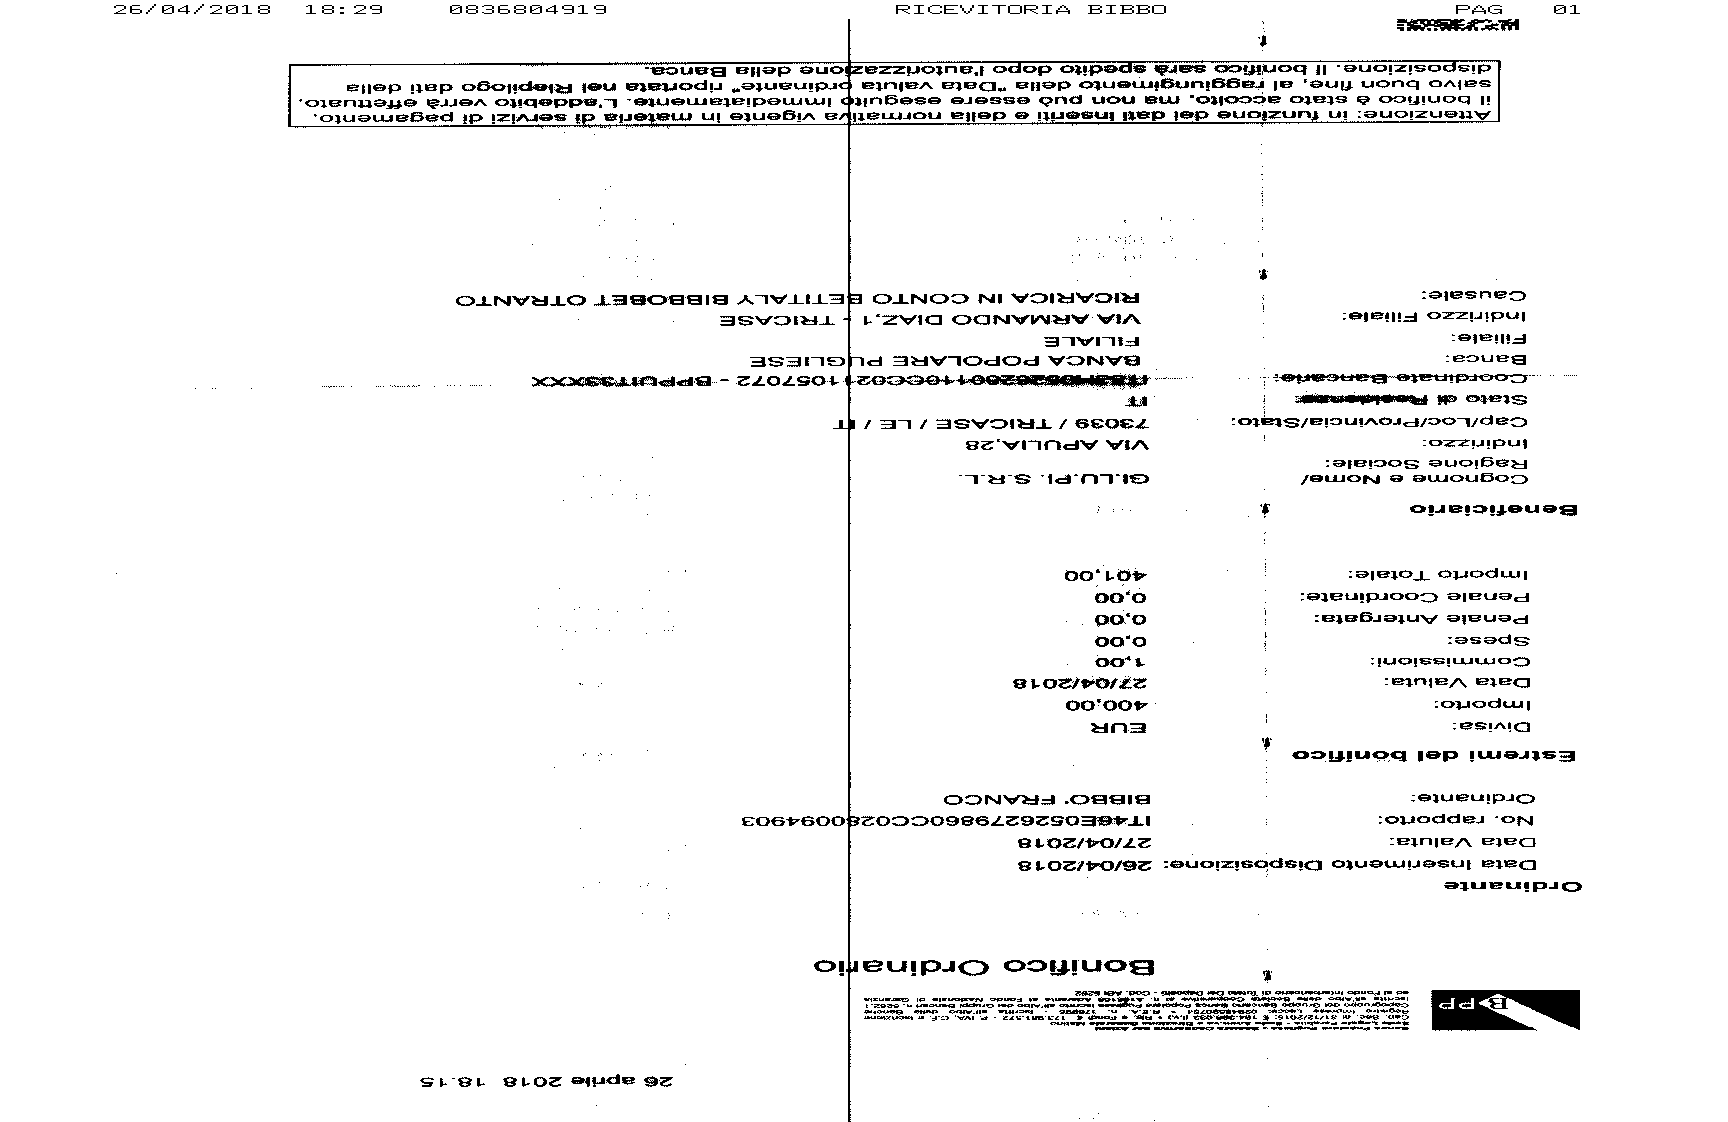 26/04/2018 18:29 0836804919 RICEVITORIA BIBBO PAG 01
26 aprile 2018 18.15
BPP
Bonifico Ordinario
Ordinante
Data Inserimento Disposizione: 26/04/2018
Data Valuta: 27/04/2018
No. rapporto: IT46E0526279860CC0280094903
Ordinante: BIBBO' FRANCO
Estremi del bonifico
Divisa: EUR
Importo: 400,00
Data Valuta: 27/04/2018
Commissioni: 1,00
Spese: 0,00
Penale Antergata: 0,00
Penale Coordinate: 0,00
Importo Totale: 401,00
Beneficiario
Cognome e Nome/ GI.LU.PI. S.R.L.
Ragione Sociale:
Indirizzo: VIA APULIA,28
Cap/Loc/Provincia/Stato: 73039 / TRICASE / LE / IT
Stato di IT
Coordinate Bancarie: - BPPUIT33XXX
Banca: BANCA POPOLARE PUGLIESE
Filiale: FILIALE
Indirizzo Filiale: VIA ARMANDO DIAZ,1 - TRICASE
Causale: RICARICA IN CONTO BETITALY BIBBOBET OTRANTO
Attenzione: in funzione dei dati inseriti e della normativa vigente in materia di servizi di pagamento,
il bonifico è stato accolto, ma non può essere eseguito immediatamente. L'addebito verrà effettuato,
salvo buon fine, al raggiungimento della "Data valuta ordinante" riportata nel Riepilogo dati della
disposizione. Il bonifico sarà spedito dopo l'autorizzazione della Banca.